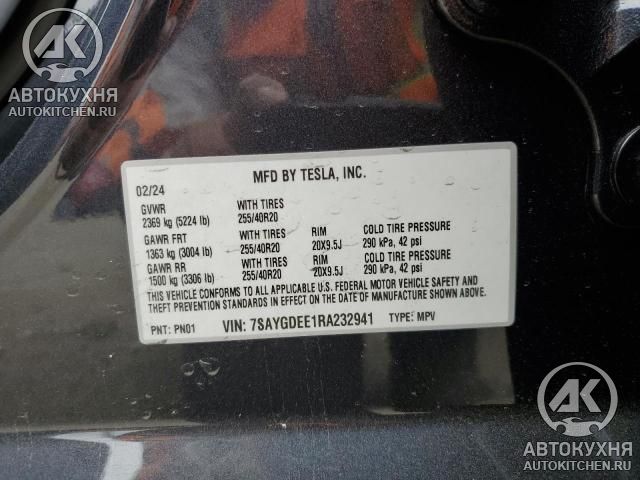 АК
АВТОКУХНЯ
AUTOKITCHEN.RU
MFD BY TESLA, INC.
02/24
GVWR WITH TIRES
2369 kg (5224 lb) 255/40R20
GAWR FRT WITH TIRES RIM COLD TIRE PRESSURE
1363 kg (3004 lb) 255/40R20 20X9.5J 290 kPa, 42 psi
GAWR RR WITH TIRES RIM COLD TIRE PRESSURE
1500 kg (3306 lb) 255/40R20 20X9.5J 290 kPa, 42 psi
THIS VEHICLE CONFORMS TO ALL APPLICABLE U.S. FEDERAL MOTOR VEHICLE SAFETY AND
THEFT PREVENTION STANDARDS IN EFFECT ON THE DATE OF MANUFACTURE SHOWN ABOVE.
PNT: PN01 VIN: 7SAYGDEE1RA232941 TYPE: MPV
АК
АВТОКУХНЯ
AUTOKITCHEN.RU